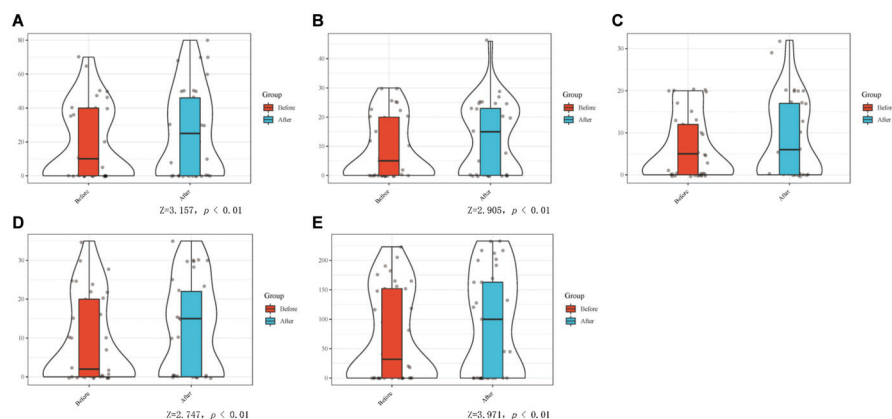 A
80
60
40
20
0
Before
After
Group
Before
After
Z=3.157, p < 0.01
B
40
30
20
10
0
Before
After
Group
Before
After
Z=2.905, p < 0.01
C
30
20
10
0
Before
After
Group
Before
After
D
30
20
10
0
Before
After
Group
Before
After
Z=2.747, p < 0.01
E
200
150
100
50
0
Before
After
Group
Before
After
Z=3.971, p < 0.01